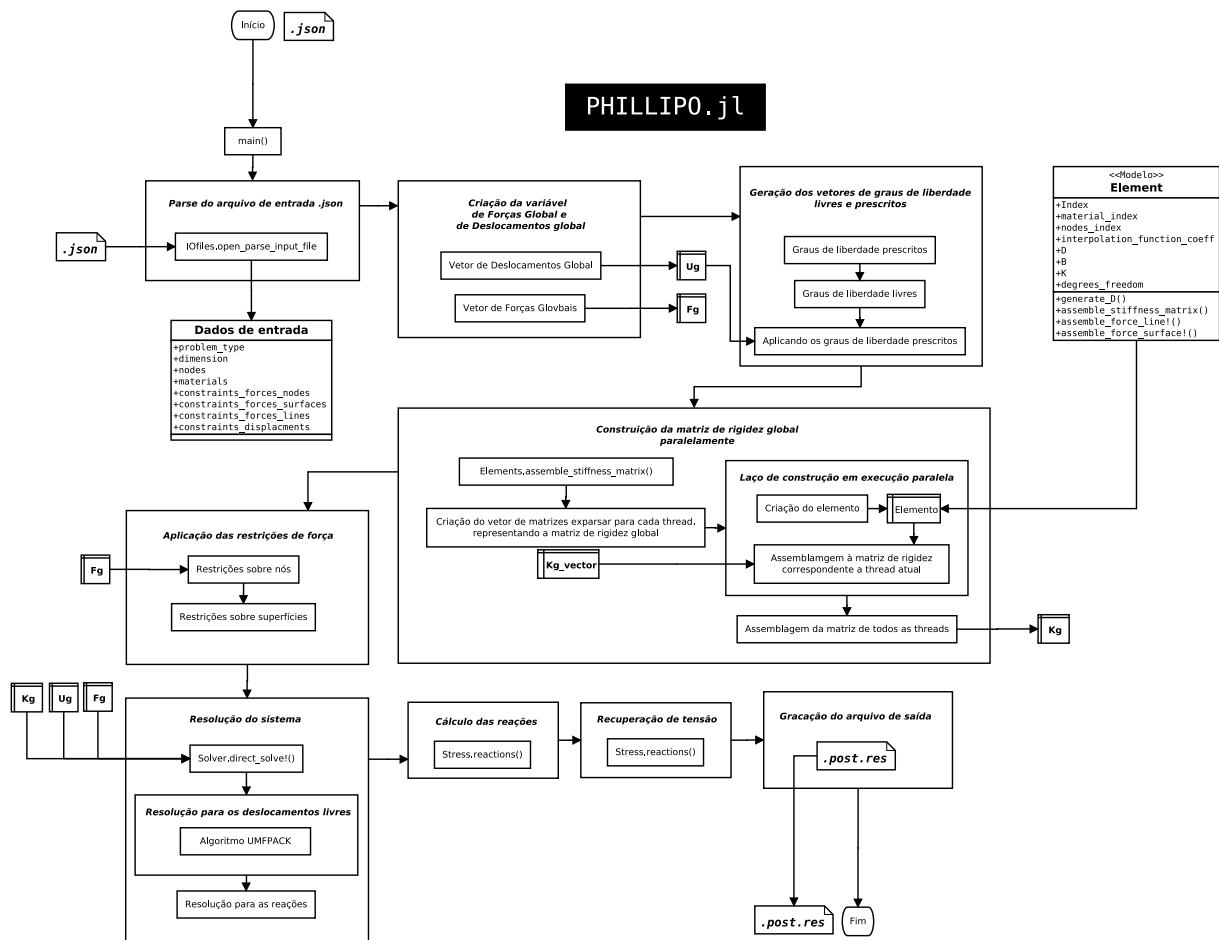 Início
.json
PHILLIPO.jl
main()
Parse do arquivo de entrada .json
.json
IOfiles.open_parse_input_file
Dados de entrada
+problem_type
+dimension
+nodes
+materials
+constraints_forces_nodes
+constraints_forces_surfaces
+constraints_forces_lines
+constraints_displacments
Criação da variável
de Forças Global e
de Deslocamentos global
Vetor de Deslocamentos Global
Ug
Vetor de Forças Glovbais
Fg
Geração dos vetores de graus de liberdade
livres e prescritos
Graus de liberdade prescritos
Graus de liberdade livres
Aplicando os graus de liberdade prescritos
<<Modelo>>
Element
+Index
+material_index
+nodes_index
+interpolation_function_coeff
+D
+B
+K
+degrees_freedom
+generate_D()
+assemble_stiffness_matrix()
+assemble_force_line!()
+assemble_force_surface!()
Construição da matriz de rigidez global
paralelamente
Elements.assemble_stiffness_matrix()
Criação do vetor de matrizes exparsar para cada thread.
representando a matriz de rigidez global
Kg_vector
Laço de construção em execução paralela
Criação do elemento
Elemento
Assemblamgem à matriz de rigidez
correspondente a thread atual
Assemblagem da matriz de todos as threads
Kg
Aplicação das restrições de força
Fg
Restrições sobre nós
Restrições sobre superfícies
Kg
Ug
Fg
Resolução do sistema
Solver.direct_solve!()
Resolução para os deslocamentos livres
Algoritmo UMFPACK
Resolução para as reações
Cálculo das reações
Stress.reactions()
Recuperação de tensão
Stress.reactions()
Gracação do arquivo de saída
.post.res
.post.res
Fim